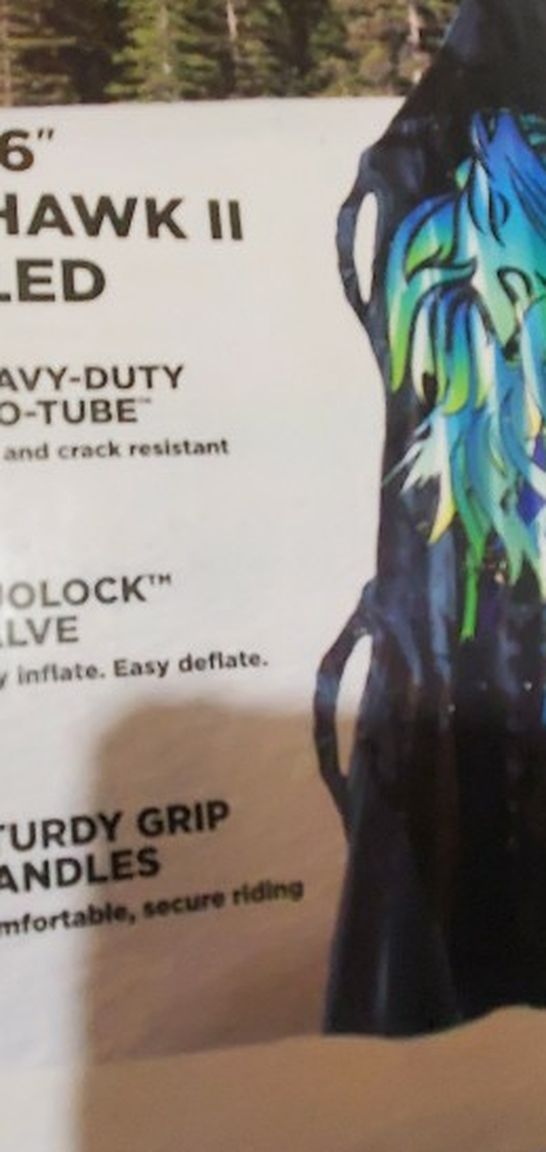 6"
HAWK II
LED
AVY-DUTY
O-TUBE™
and crack resistant
UOLOCK™
ALVE
y inflate. Easy deflate.
TURDY GRIP
ANDLES
mfortable, secure riding